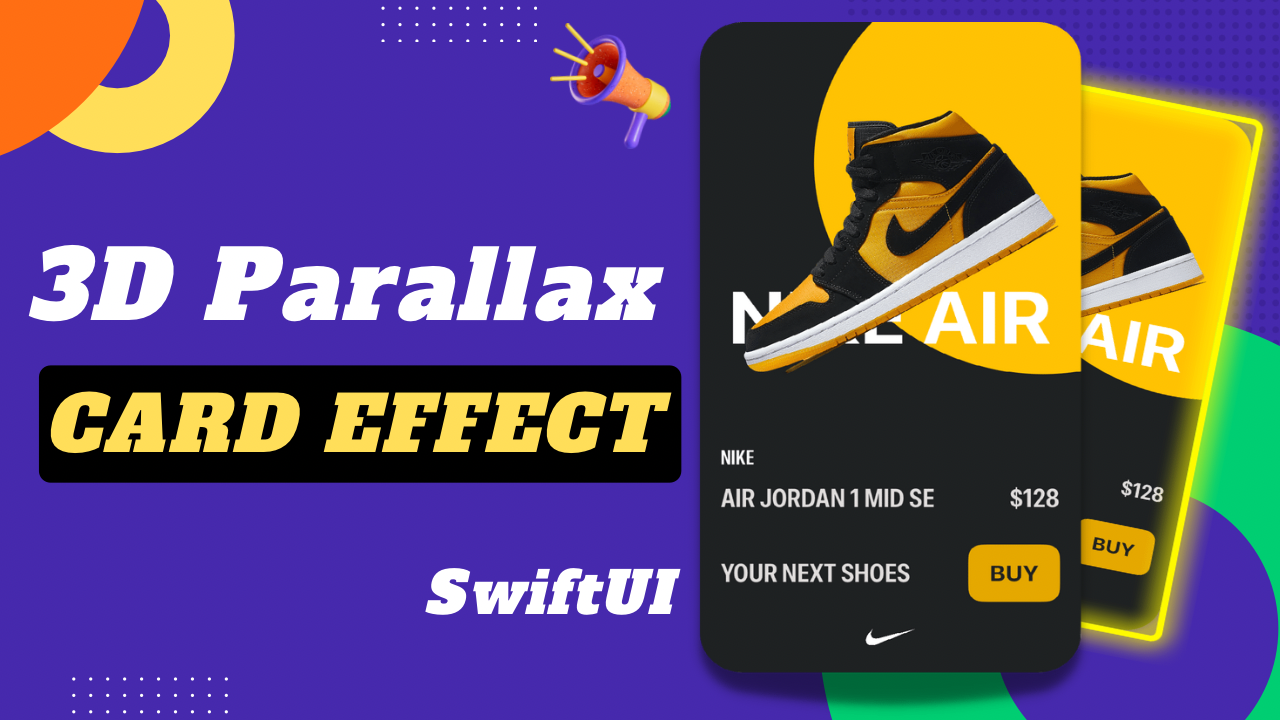 3D Parallax
CARD EFFECT
SwiftUI
NIKE AIR
NIKE
AIR JORDAN 1 MID SE $128
YOUR NEXT SHOES BUY
AIR
$128
BUY